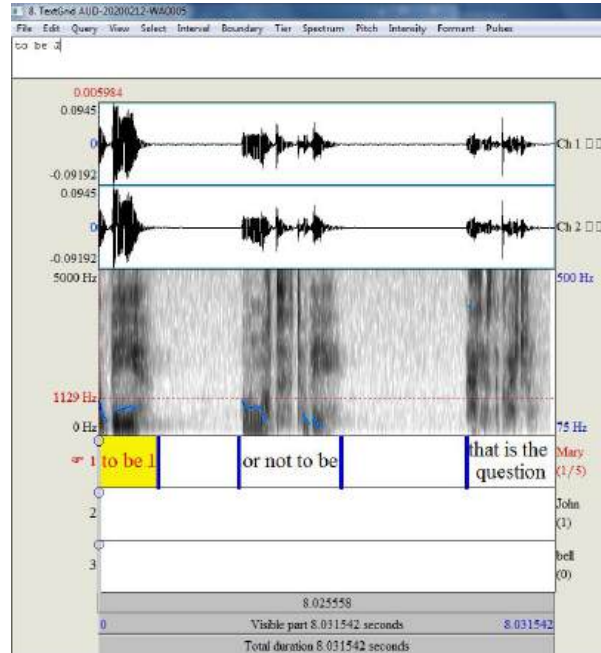 8. TextGrid AUD-20200212-WA0005
File Edit Query View Select Interval Boundary Tier Spectrum Pitch Intensity Formant Pulses
to be 1
0.005984
0.0945
0
-0.09192
Ch 1
0.0945
0
-0.09192
Ch 2
5000 Hz
500 Hz
1129 Hz
0 Hz
75 Hz
1
to be 1
or not to be
that is the
question
Mary
(1/5)
2
John
(1)
3
bell
(0)
8.025558
0
Visible part 8.031542 seconds
8.031542
Total duration 8.031542 seconds